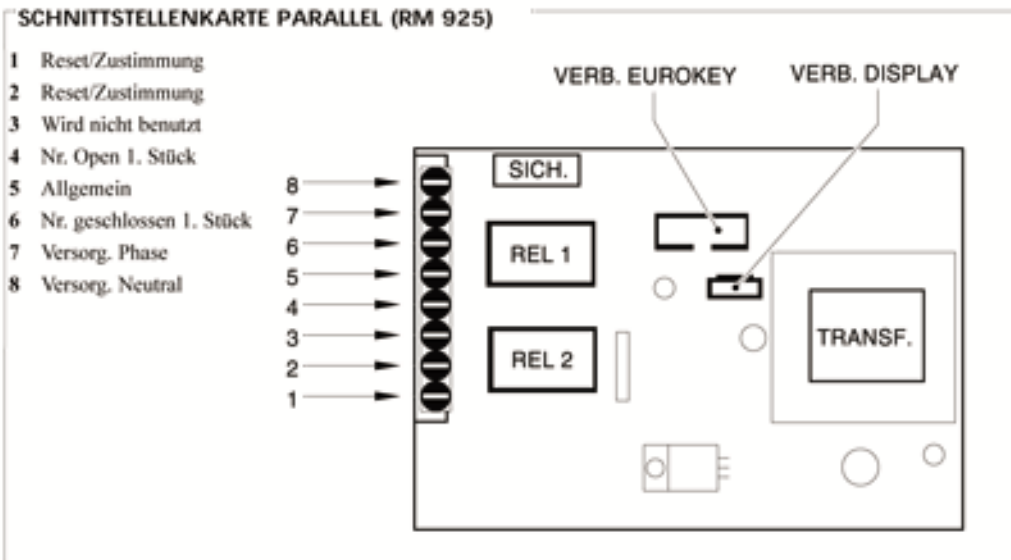 SCHNITTSTELLENKARTE PARALLEL (RM 925)
1 Reset/Zustimmung
2 Reset/Zustimmung
3 Wird nicht benutzt
4 Nr. Open 1. Stück
5 Allgemein
6 Nr. geschlossen 1. Stück
7 Versorg. Phase
8 Versorg. Neutral
VERB. EUROKEY
VERB. DISPLAY
8
7
6
5
4
3
2
1
SICH.
REL 1
REL 2
TRANSF.